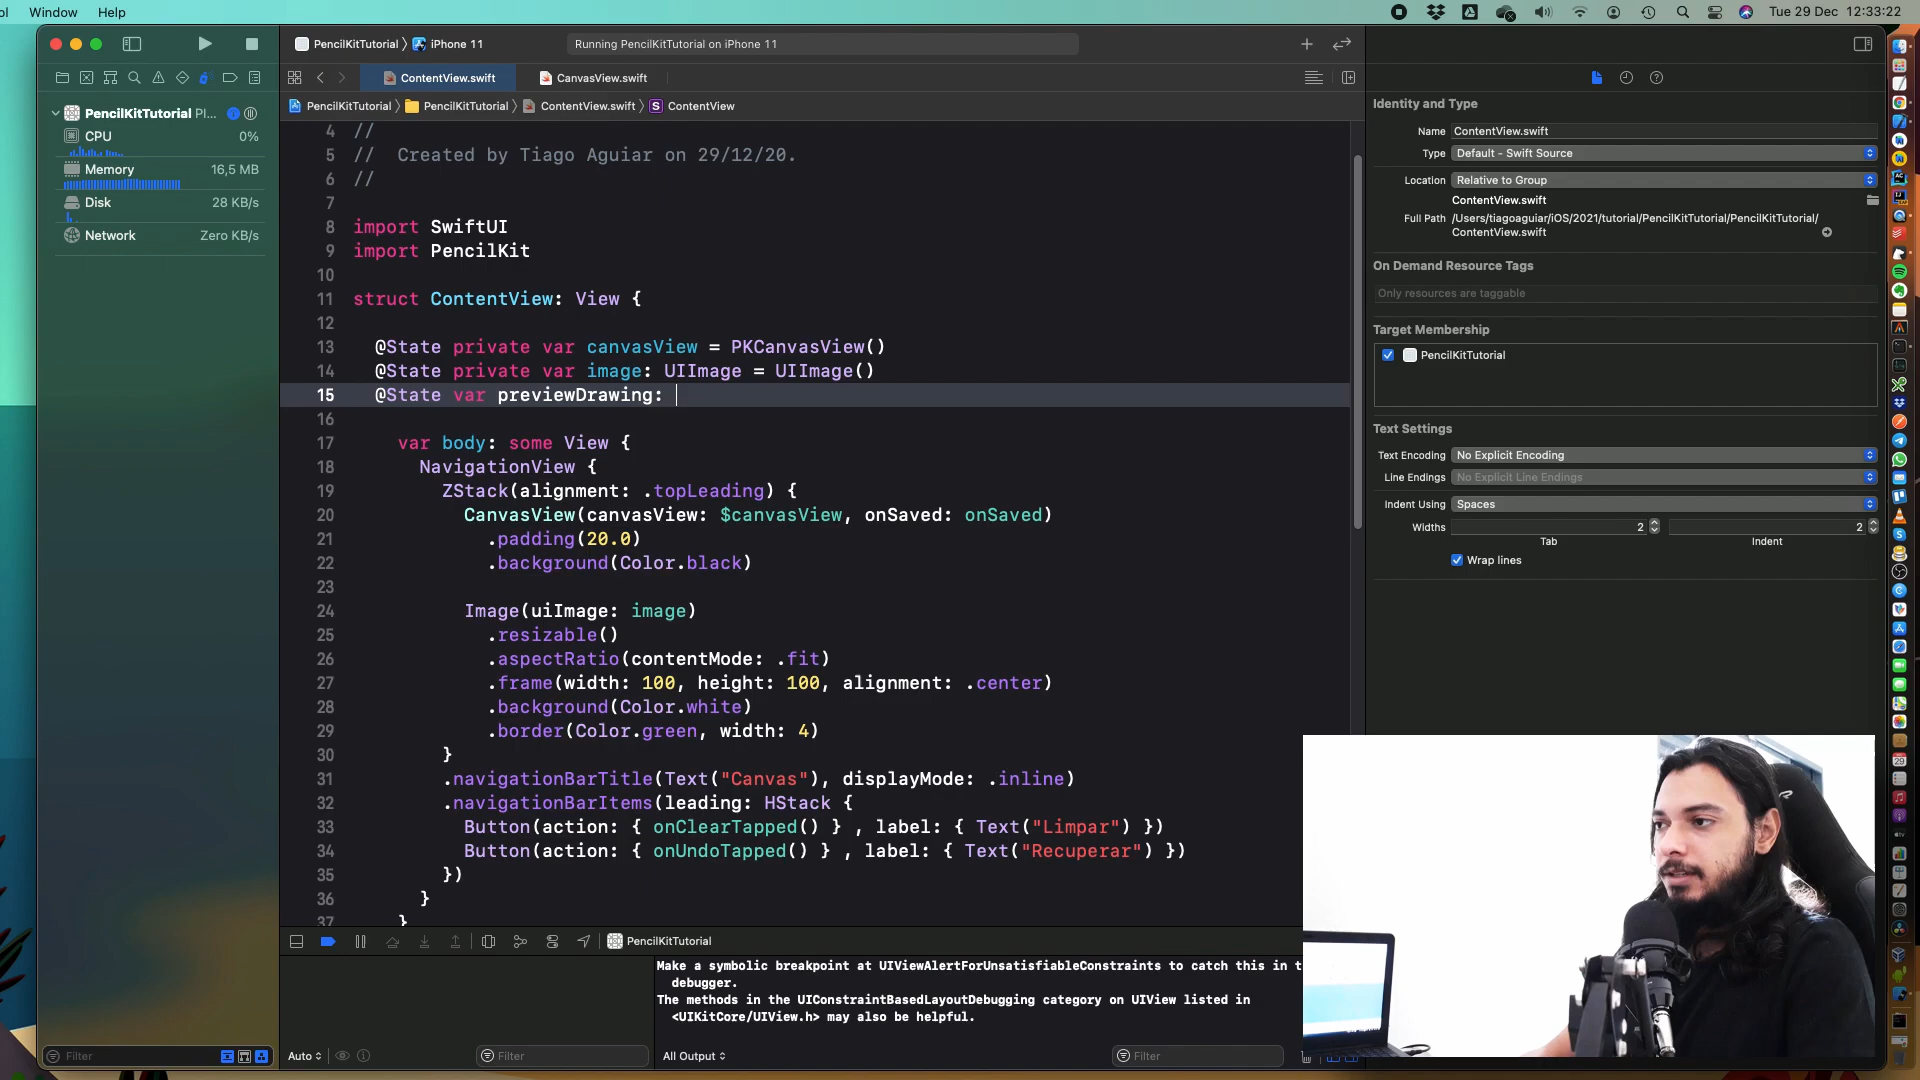 Window Help
Tue 29 Dec 12:33:22
PencilKitTutorial iPhone 11
Running PencilKitTutorial on iPhone 11
ContentView.swift
CanvasView.swift
PencilKitTutorial PencilKitTutorial ContentView.swift S ContentView
PencilKitTutorial Pl...
CPU 0%
Memory 16,5 MB
Disk 28 KB/s
Network Zero KB/s
4 //
5 //  Created by Tiago Aguiar on 29/12/20.
6 //
7
8 import SwiftUI
9 import PencilKit
10
11 struct ContentView: View {
12
13 @State private var canvasView = PKCanvasView()
14 @State private var image: UIImage = UIImage()
15 @State var previewDrawing:
16
17 var body: some View {
18 NavigationView {
19 ZStack(alignment: .topLeading) {
20 CanvasView(canvasView: $canvasView, onSaved: onSaved)
21 .padding(20.0)
22 .background(Color.black)
23
24 Image(uiImage: image)
25 .resizable()
26 .aspectRatio(contentMode: .fit)
27 .frame(width: 100, height: 100, alignment: .center)
28 .background(Color.white)
29 .border(Color.green, width: 4)
30 }
31 .navigationBarTitle(Text("Canvas"), displayMode: .inline)
32 .navigationBarItems(leading: HStack {
33 Button(action: { onClearTapped() } , label: { Text("Limpar") })
34 Button(action: { onUndoTapped() } , label: { Text("Recuperar") })
35 })
36 }
37 }
PencilKitTutorial
Make a symbolic breakpoint at UIViewAlertForUnsatisfiableConstraints to catch this in t
debugger.
The methods in the UIConstraintBasedLayoutDebugging category on UIView listed in
<UIKitCore/UIView.h> may also be helpful.
Filter
Auto
Filter
All Output
Filter
Identity and Type
Name ContentView.swift
Type Default - Swift Source
Location Relative to Group
ContentView.swift
Full Path /Users/tiagoaguiar/iOS/2021/tutorial/PencilKitTutorial/PencilKitTutorial/
ContentView.swift
On Demand Resource Tags
Only resources are taggable
Target Membership
PencilKitTutorial
Text Settings
Text Encoding No Explicit Encoding
Line Endings No Explicit Line Endings
Indent Using Spaces
Widths 2 2
Tab Indent
Wrap lines